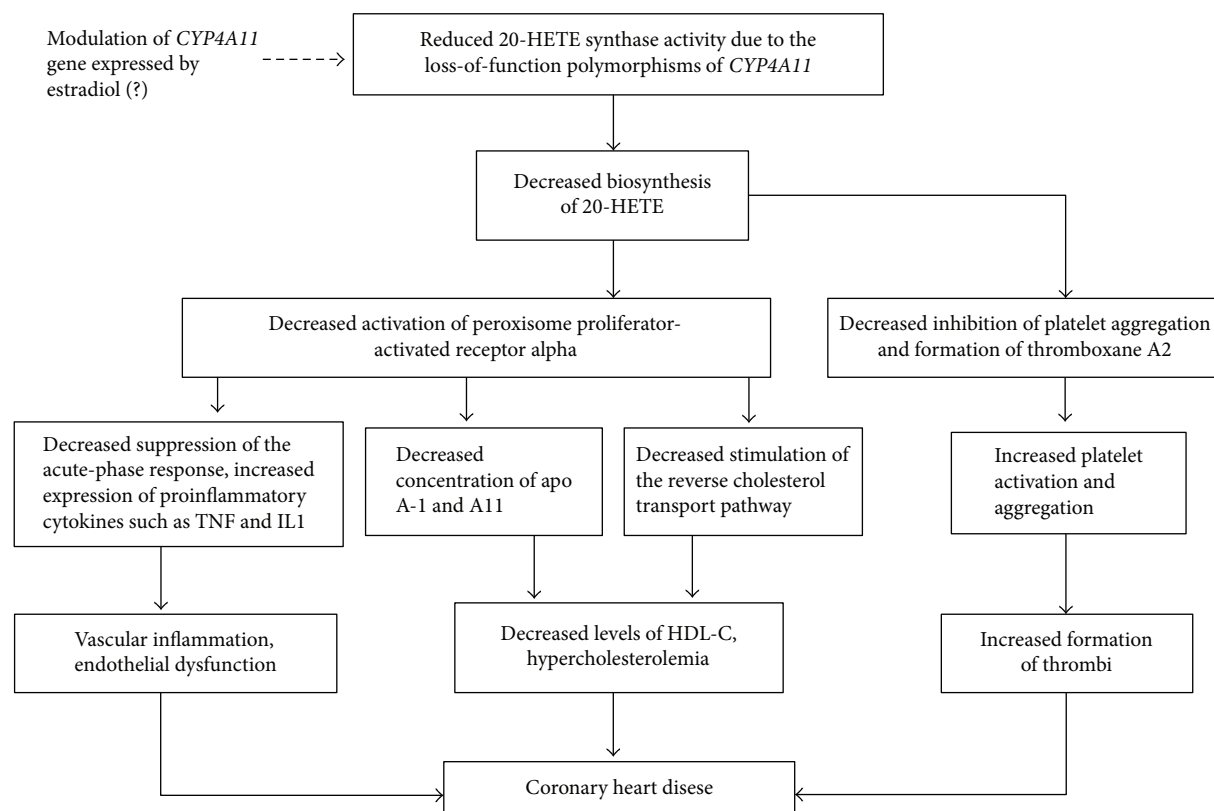 Modulation of CYP4A11
gene expressed by
estradiol (?)
Reduced 20-HETE synthase activity due to the
loss-of-function polymorphisms of CYP4A11
Decreased biosynthesis
of 20-HETE
Decreased activation of peroxisome proliferator-
activated receptor alpha
Decreased inhibition of platelet aggregation
and formation of thromboxane A2
Decreased suppression of the
acute-phase response, increased
expression of proinflammatory
cytokines such as TNF and IL1
Decreased
concentration of apo
A-1 and A11
Decreased stimulation of
the reverse cholesterol
transport pathway
Increased platelet
activation and
aggregation
Vascular inflammation,
endothelial dysfunction
Decreased levels of HDL-C,
hypercholesterolemia
Increased formation
of thrombi
Coronary heart disese